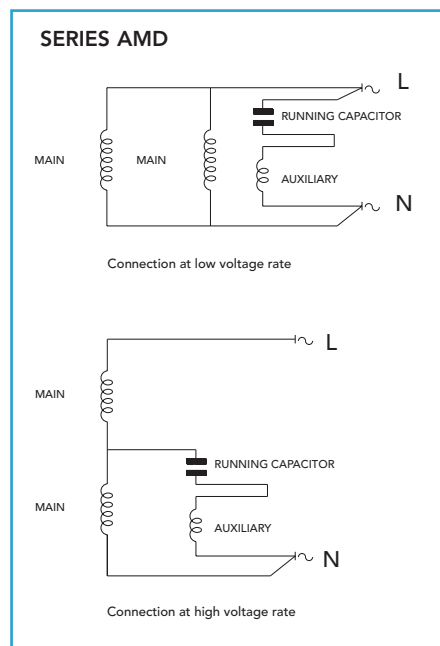 SERIES AMD
L
RUNNING CAPACITOR
MAIN
MAIN
AUXILIARY
N
Connection at low voltage rate
L
MAIN
RUNNING CAPACITOR
MAIN
AUXILIARY
N
Connection at high voltage rate